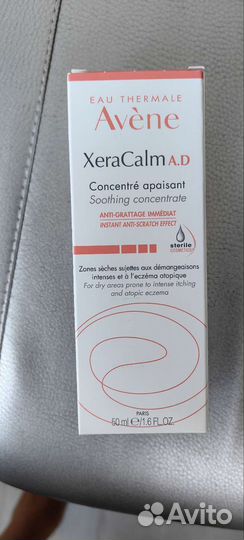 EAU THERMALE
Avène
XeraCalm A.D
Concentré apaisant
Soothing concentrate
ANTI-GRATTAGE IMMÉDIAT
INSTANT ANTI-SCRATCH EFFECT
sterile
COSMETICS
Zones sèches sujettes aux démangeaisons
intenses et à l'eczéma atopique
For dry areas prone to intense itching
and atopic eczema
PARIS
50 ml ℮/1.6 FL.OZ.
Avito